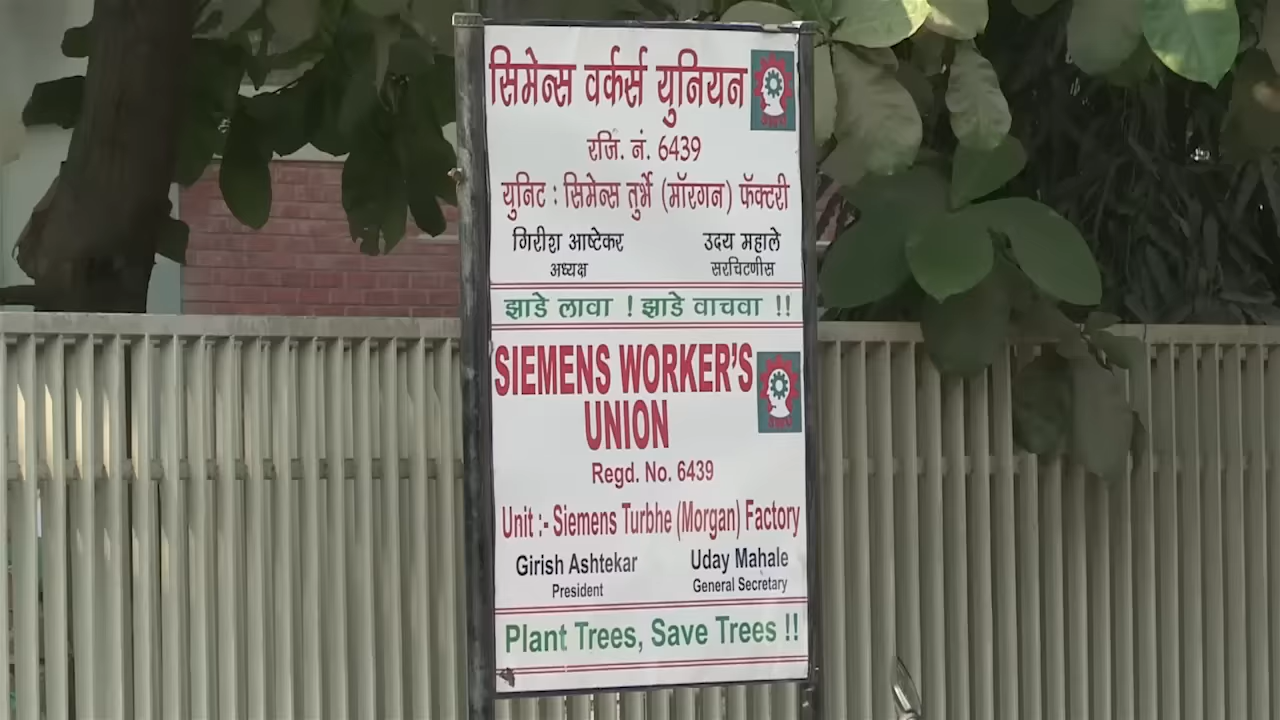 सिमेन्स वर्कर्स युनियन
रजि. नं. 6439
युनिट : सिमेन्स तुर्भे (मॉरगन) फॅक्टरी
गिरीश आष्टेकर
उदय महाले
अध्यक्ष
सरचिटणीस
झाडे लावा ! झाडे वाचवा !!
SIEMENS WORKER'S
UNION
Regd. No. 6439
Unit :- Siemens Turbhe (Morgan) Factory
Girish Ashtekar
Uday Mahale
President
General Secretary
Plant Trees, Save Trees !!